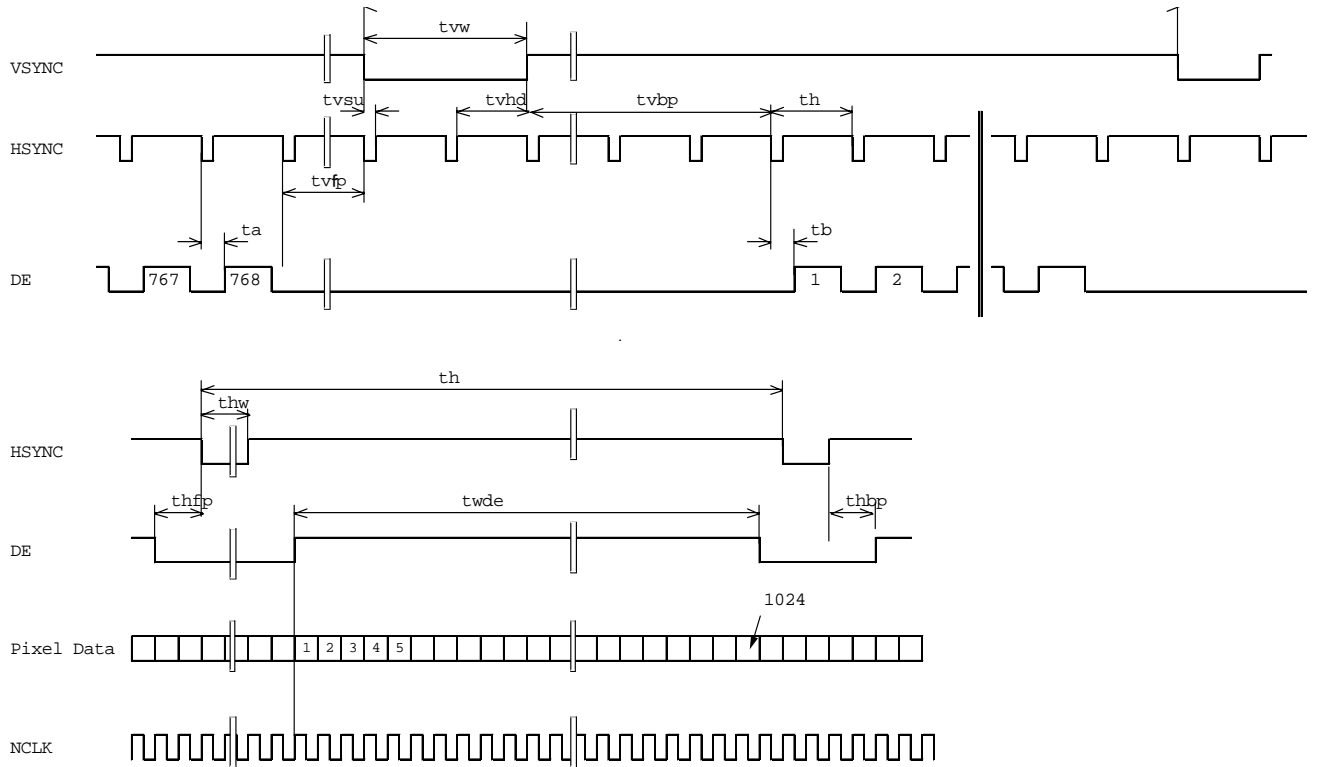 tvw
VSYNC
tvsu
tvhd
tvbp
th
HSYNC
tvfp
ta
tb
DE
767
768
1
2
th
thw
HSYNC
thfp
twde
thbp
DE
1024
Pixel Data
1 2 3 4 5
NCLK